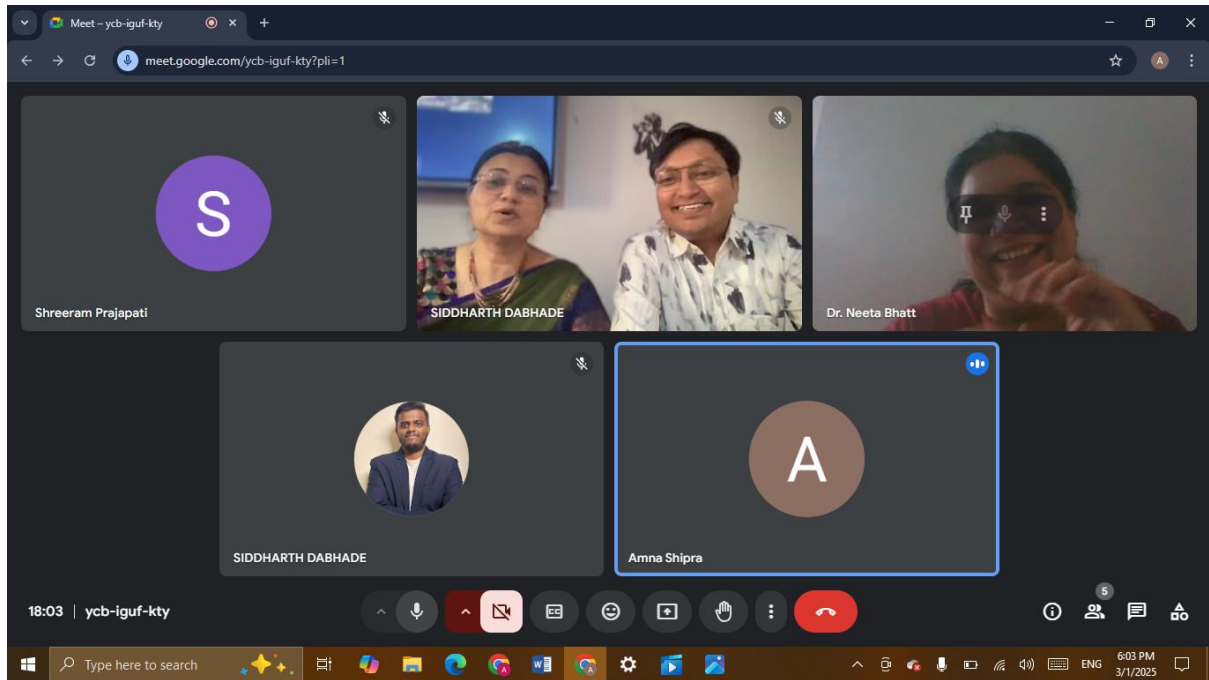 Meet – ycb-iguf-kty
meet.google.com/ycb-iguf-kty?pli=1
A
S
Shreeram Prajapati
SIDDHARTH DABHADE
Dr. Neeta Bhatt
SIDDHARTH DABHADE
A
Amna Shipra
18:03 | ycb-iguf-kty
CC
5
Type here to search
ENG
6:03 PM
3/1/2025